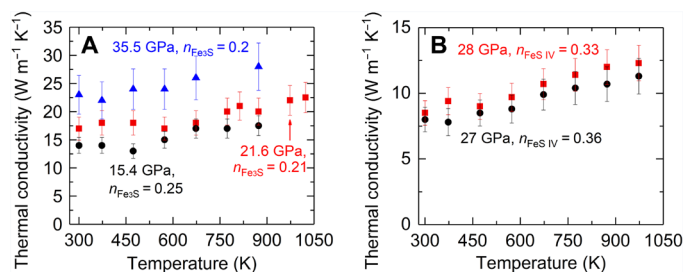 A
35.5 GPa, nFe3S = 0.2
15.4 GPa,
nFe3S = 0.25
21.6 GPa,
nFe3S = 0.21
Thermal conductivity (W m−1 K−1)
35
30
25
20
15
10
5
0
300 450 600 750 900 1050
Temperature (K)
B
28 GPa, nFeS IV = 0.33
27 GPa, nFeS IV = 0.36
Thermal conductivity (W m−1 K−1)
15
10
5
0
300 450 600 750 900 1050
Temperature (K)